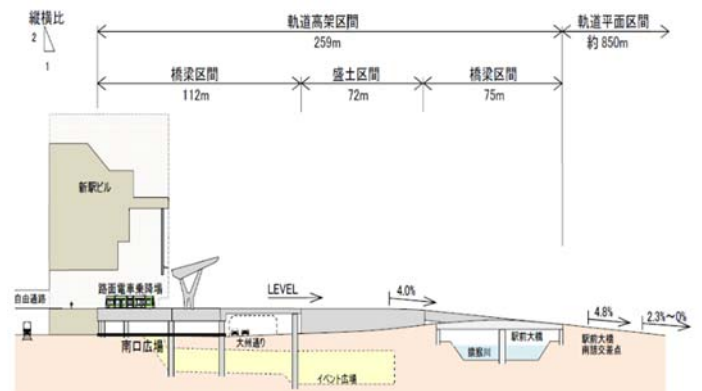 縦横比
2
1
軌道高架区間
259m
軌道平面区間
約850m
橋梁区間
112m
盛土区間
72m
橋梁区間
75m
新駅ビル
自由通路
路面電車乗降場
LEVEL
4.0%
4.8%
2.3%～0%
南口広場
大州通り
イベント広場
猿猴川
駅前大橋
駅前大橋
南詰交差点